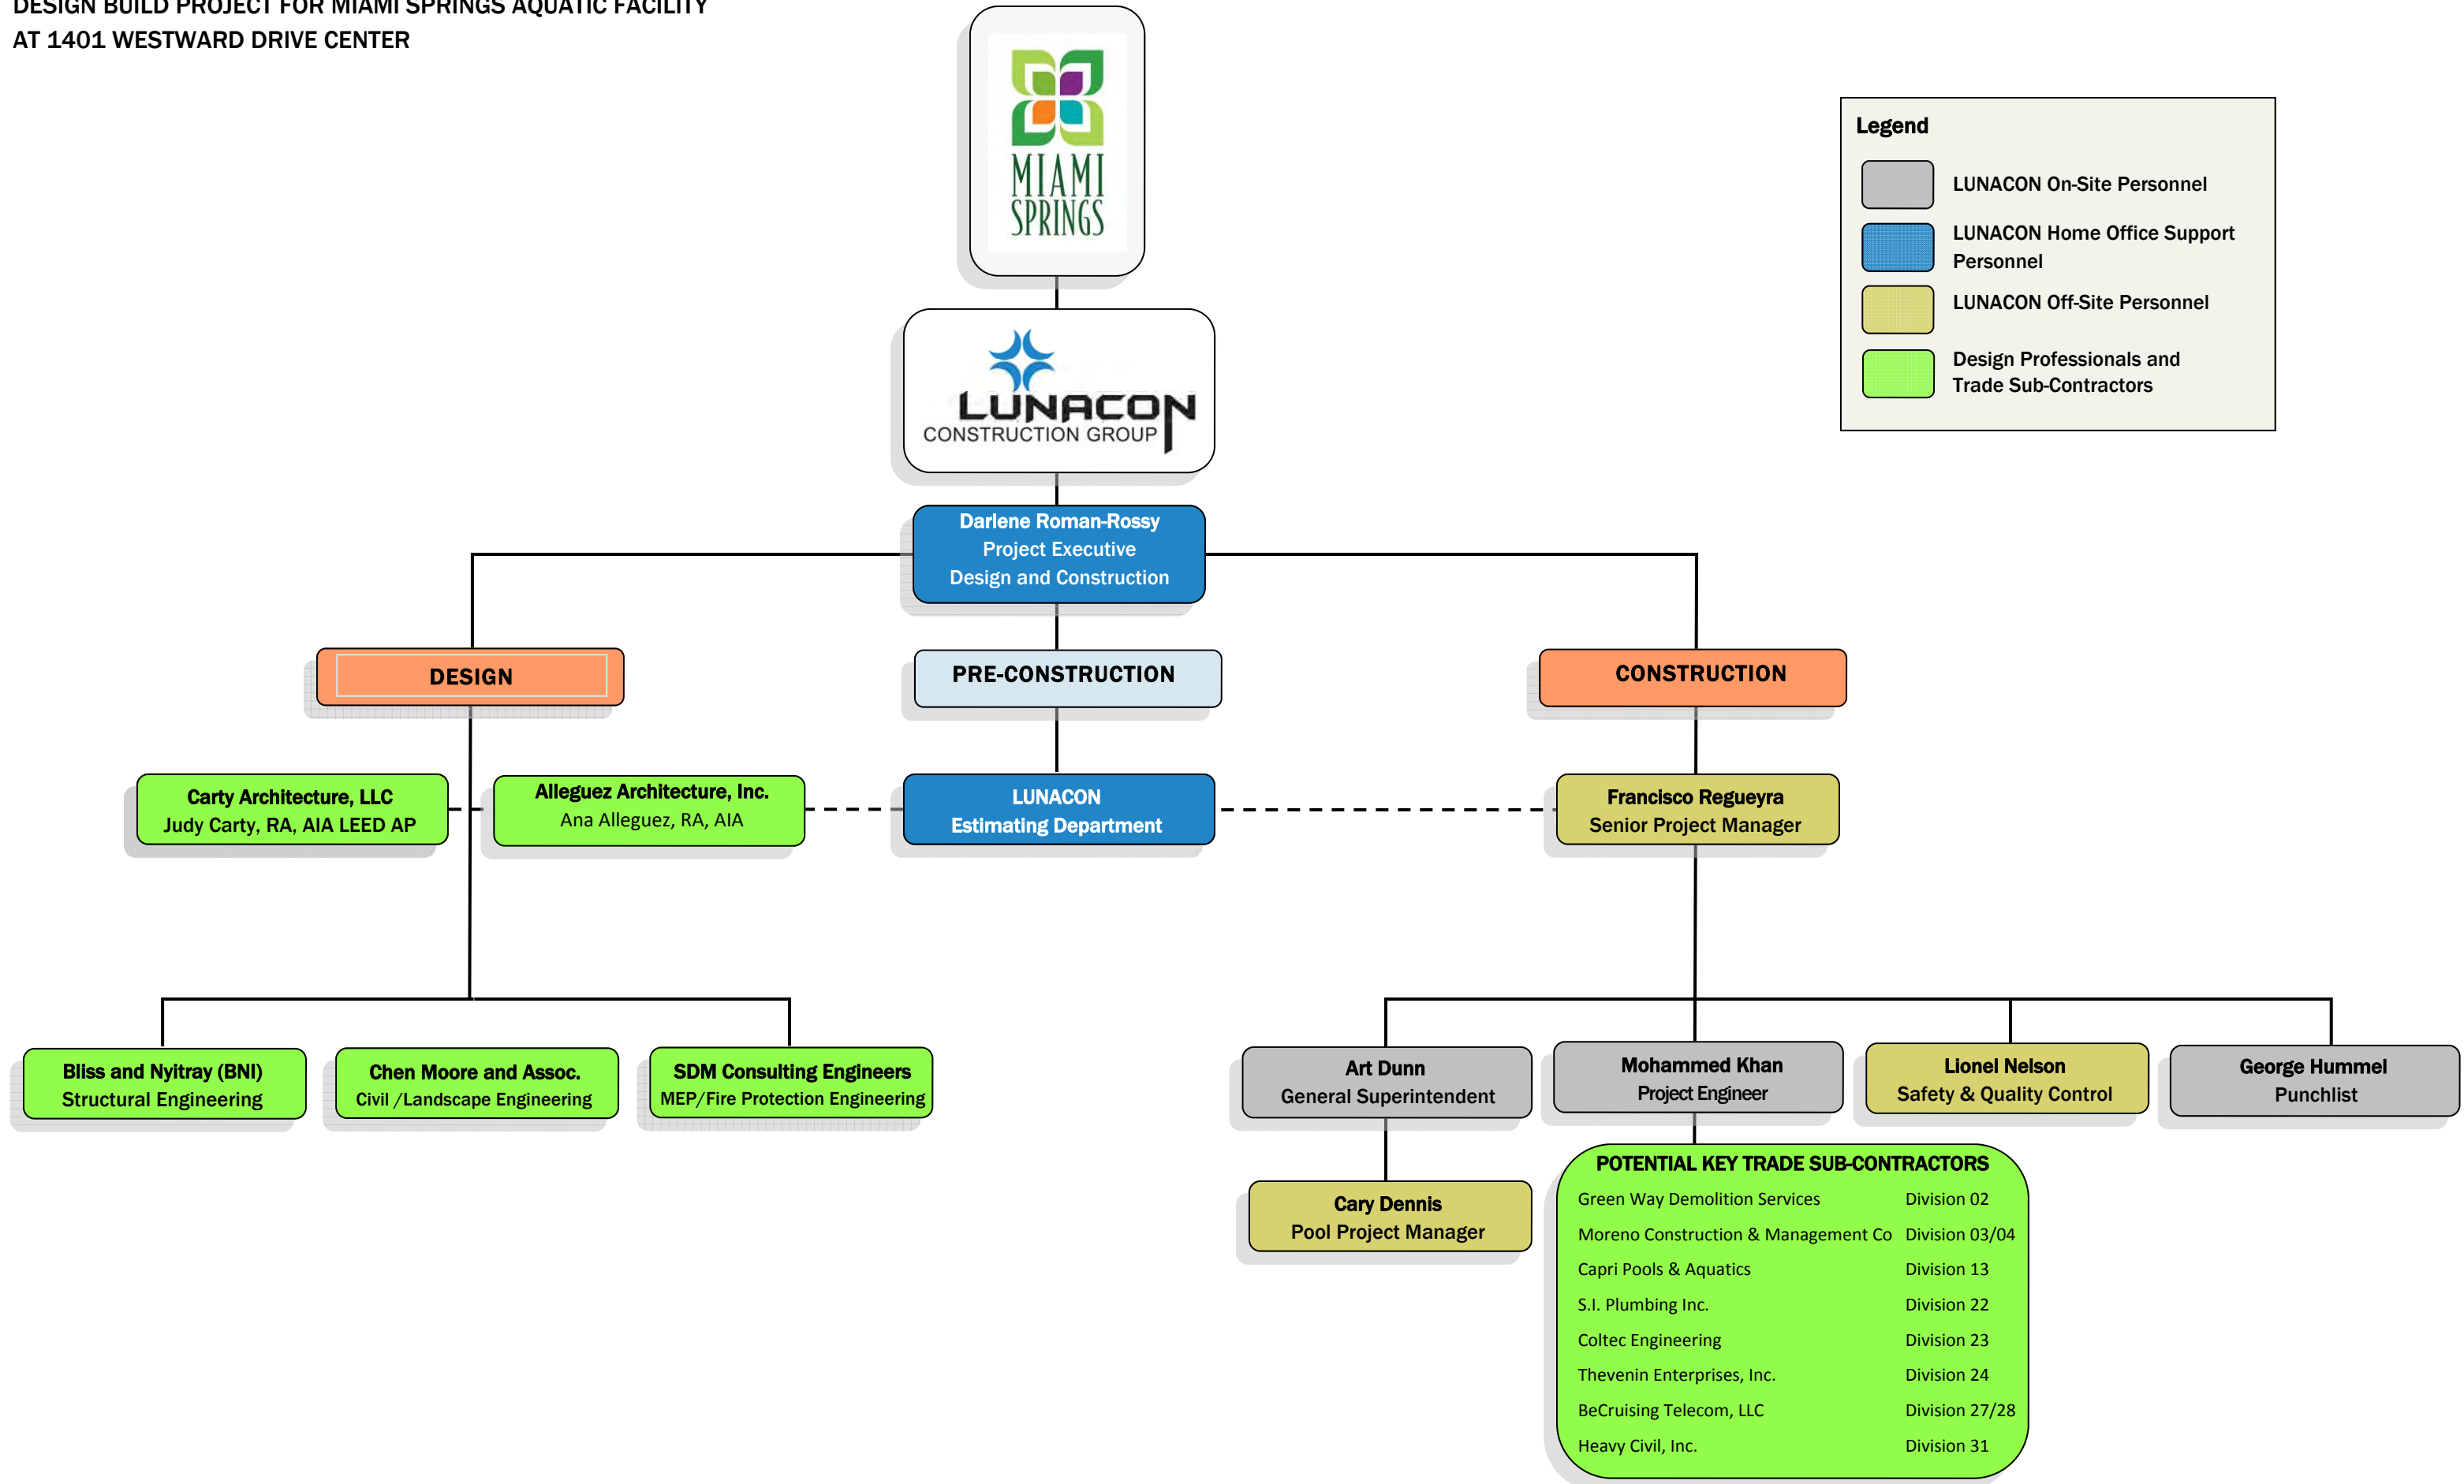 DESIGN BUILD PROJECT FOR MIAMI SPRINGS AQUATIC FACILITY
AT 1401 WESTWARD DRIVE CENTER
MIAMI
SPRINGS
Legend
LUNACON On-Site Personnel
LUNACON Home Office Support
Personnel
LUNACON Off-Site Personnel
Design Professionals and
Trade Sub-Contractors
LUNACON
CONSTRUCTION GROUP
Darlene Roman-Rossy
Project Executive
Design and Construction
DESIGN
PRE-CONSTRUCTION
CONSTRUCTION
Carty Architecture, LLC
Judy Carty, RA, AIA LEED AP
Alleguez Architecture, Inc.
Ana Alleguez, RA, AIA
LUNACON
Estimating Department
Francisco Regueyra
Senior Project Manager
Bliss and Nyitray (BNI)
Structural Engineering
Chen Moore and Assoc.
Civil /Landscape Engineering
SDM Consulting Engineers
MEP/Fire Protection Engineering
Art Dunn
General Superintendent
Mohammed Khan
Project Engineer
Lionel Nelson
Safety & Quality Control
George Hummel
Punchlist
Cary Dennis
Pool Project Manager
POTENTIAL KEY TRADE SUB-CONTRACTORS
Green Way Demolition Services Division 02
Moreno Construction & Management Co Division 03/04
Capri Pools & Aquatics Division 13
S.I. Plumbing Inc. Division 22
Coltec Engineering Division 23
Thevenin Enterprises, Inc. Division 24
BeCruising Telecom, LLC Division 27/28
Heavy Civil, Inc. Division 31